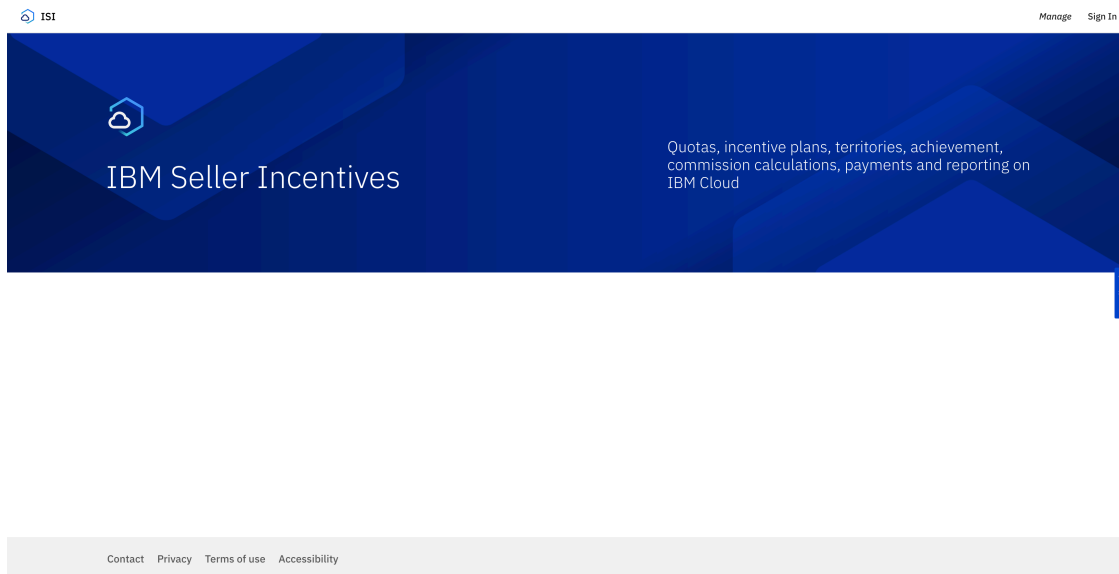 ISI
Manage Sign In
IBM Seller Incentives
Quotas, incentive plans, territories, achievement,
commission calculations, payments and reporting on
IBM Cloud
Contact Privacy Terms of use Accessibility